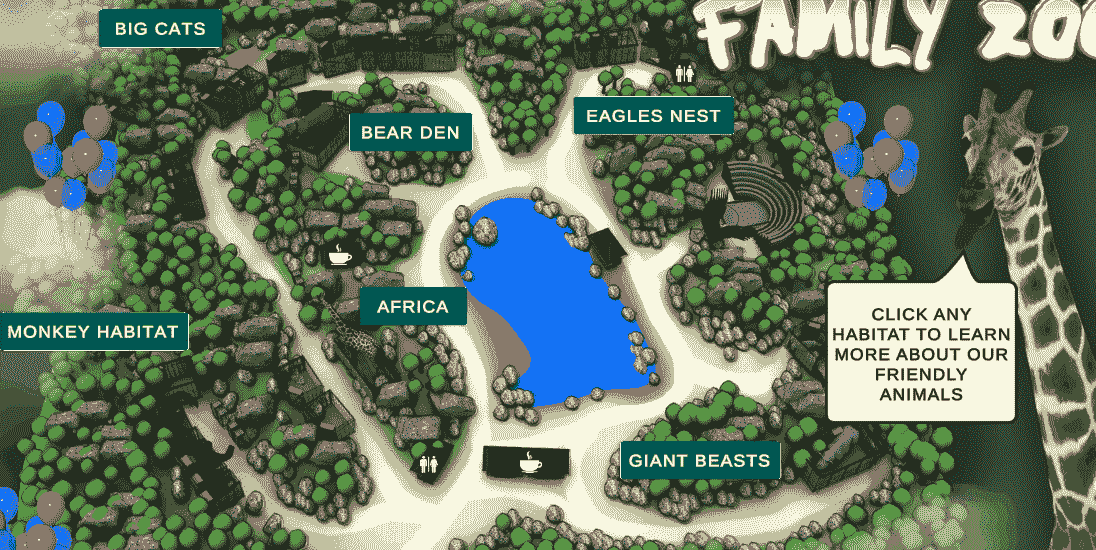 FAMILY ZOO
BIG CATS
EAGLES NEST
BEAR DEN
AFRICA
MONKEY HABITAT
CLICK ANY
HABITAT TO LEARN
MORE ABOUT OUR
FRIENDLY
ANIMALS
GIANT BEASTS